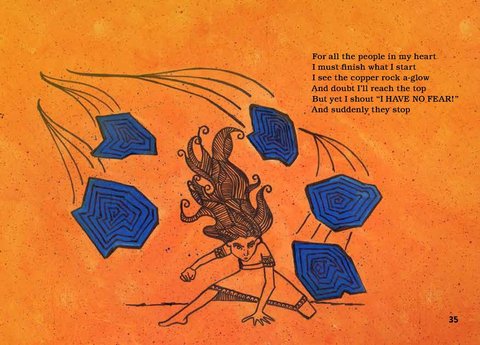 For all the people in my heart
I must finish what I start
I see the copper rock a-glow
And doubt I'll reach the top
But yet I shout “I HAVE NO FEAR!”
And suddenly they stop
35